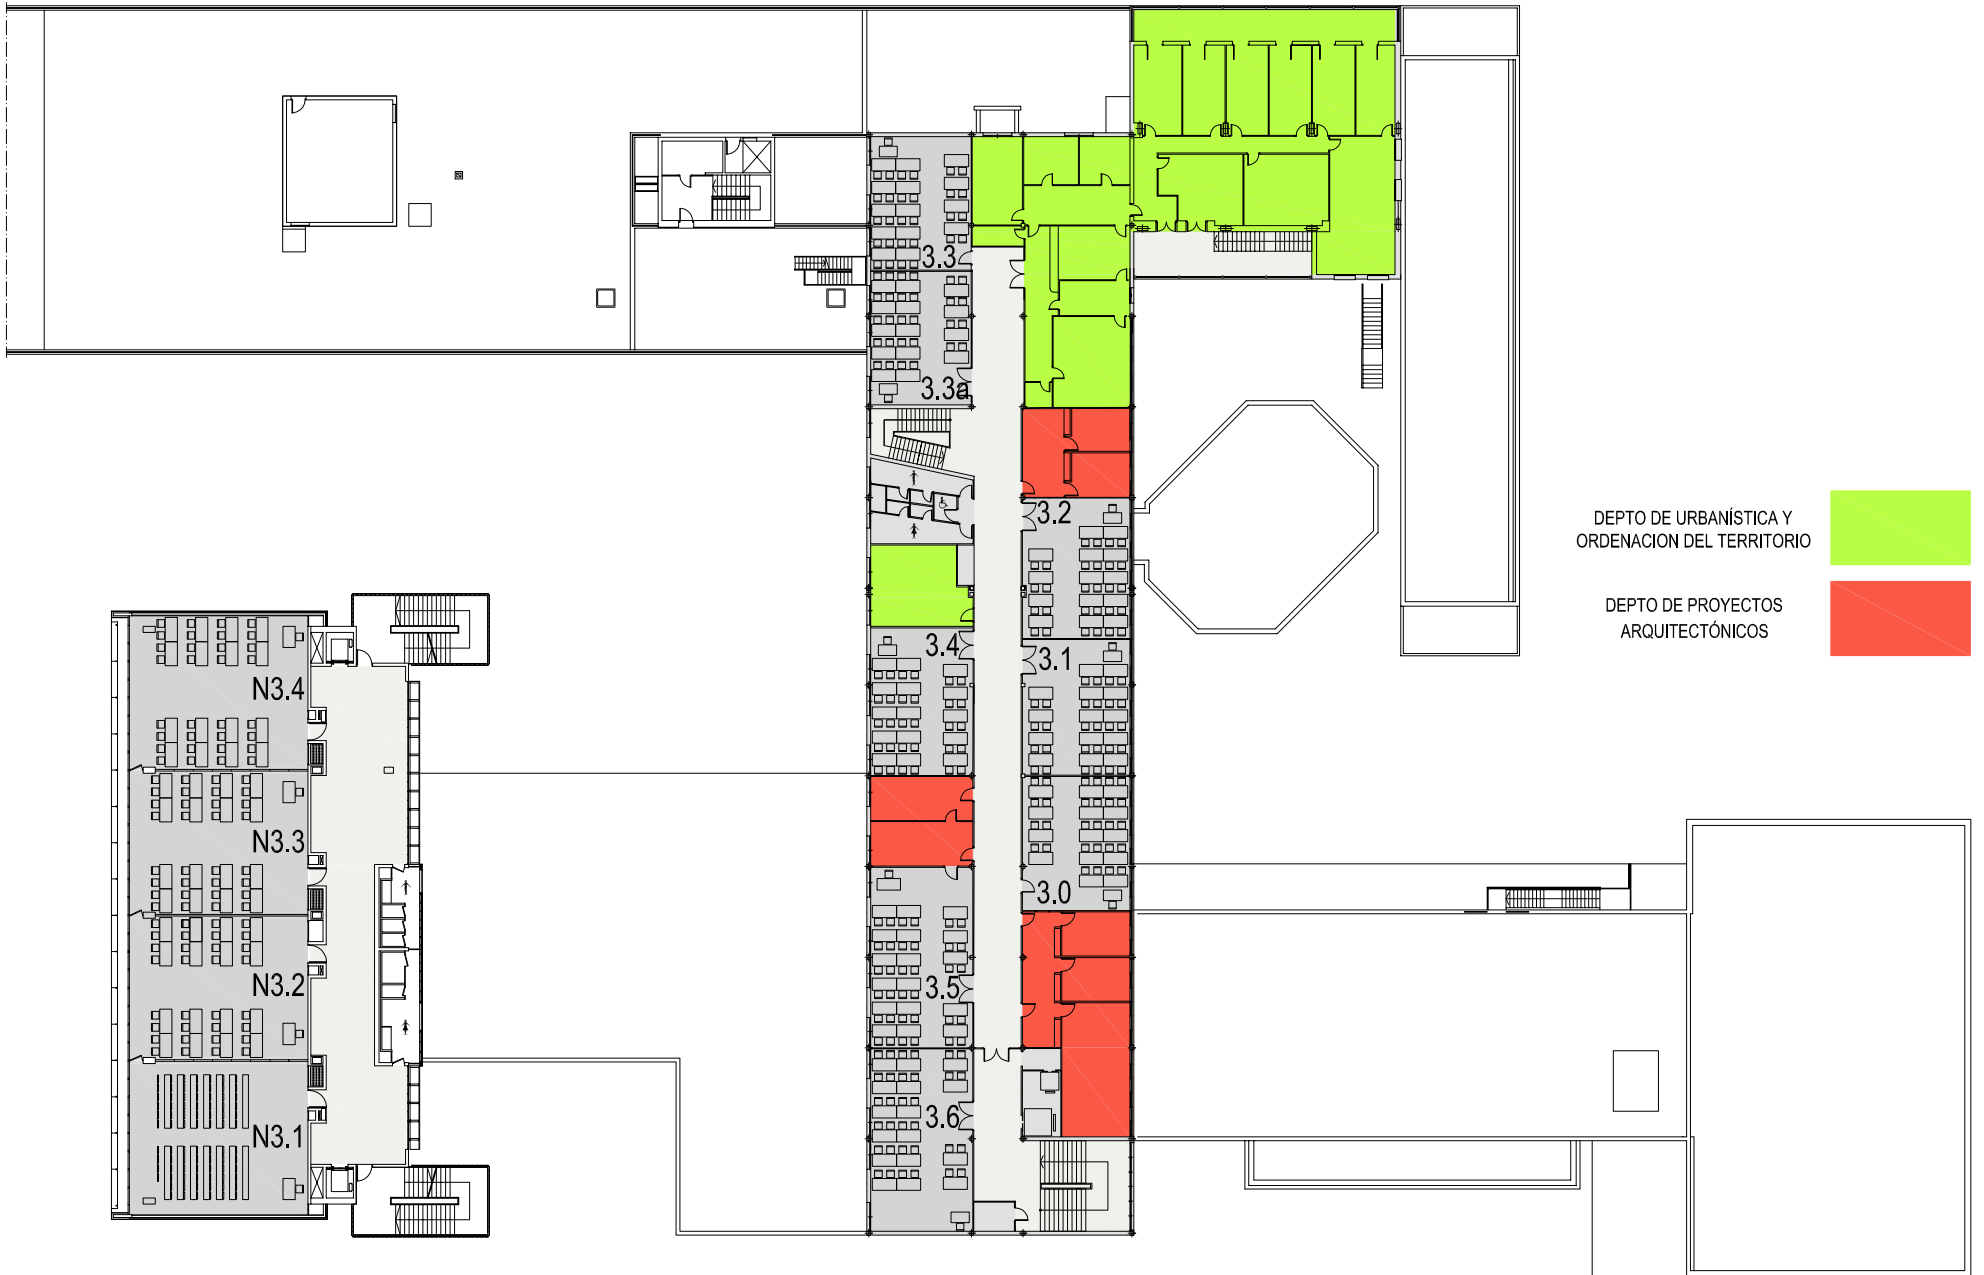 3.3
3.3a
3.2
DEPTO DE URBANÍSTICA Y
ORDENACION DEL TERRITORIO
DEPTO DE PROYECTOS
ARQUITECTÓNICOS
3.4
3.1
N3.4
N3.3
3.0
N3.2
3.5
3.6
N3.1